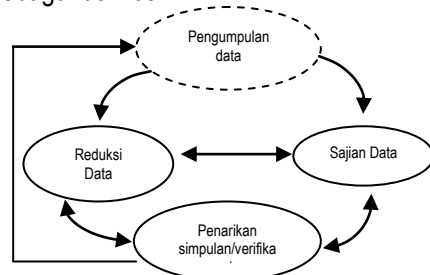 Pengumpulan
data
Reduksi
Data
Sajian Data
Penarikan
simpulan/verifika